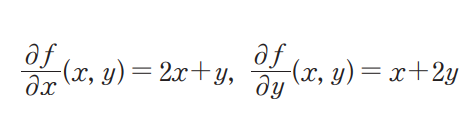 ∂f/∂x (x, y) = 2x+y, ∂f/∂y (x, y) = x+2y